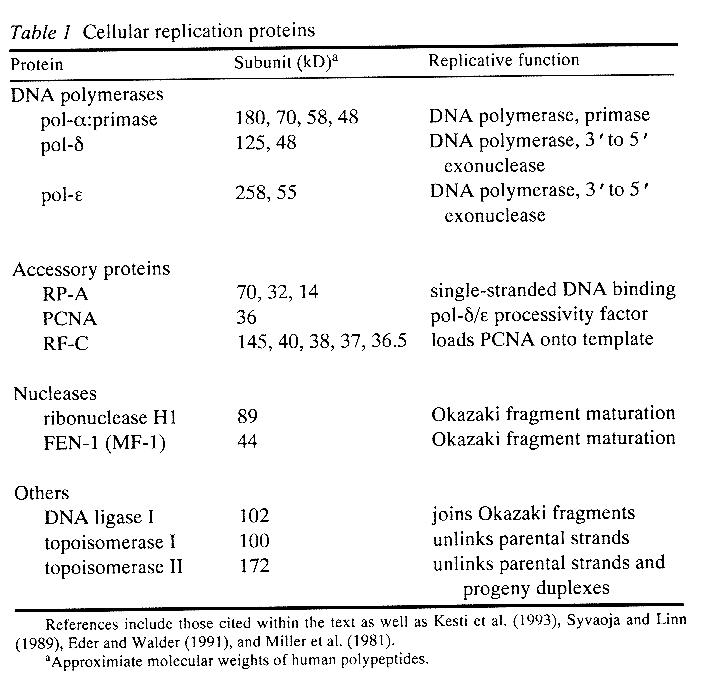 Table 1 Cellular replication proteins
Protein Subunit (kD)ᵃ Replicative function
DNA polymerases
pol-α:primase 180, 70, 58, 48 DNA polymerase, primase
pol-δ 125, 48 DNA polymerase, 3′ to 5′
exonuclease
pol-ε 258, 55 DNA polymerase, 3′ to 5′
exonuclease
Accessory proteins
RP-A 70, 32, 14 single-stranded DNA binding
PCNA 36 pol-δ/ε processivity factor
RF-C 145, 40, 38, 37, 36.5 loads PCNA onto template
Nucleases
ribonuclease H1 89 Okazaki fragment maturation
FEN-1 (MF-1) 44 Okazaki fragment maturation
Others
DNA ligase I 102 joins Okazaki fragments
topoisomerase I 100 unlinks parental strands
topoisomerase II 172 unlinks parental strands and
progeny duplexes
References include those cited within the text as well as Kesti et al. (1993), Syvaoja and Linn
(1989), Eder and Walder (1991), and Miller et al. (1981).
ᵃApproximiate molecular weights of human polypeptides.